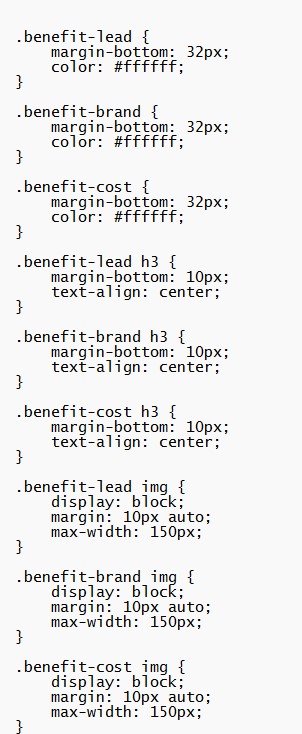 .benefit-lead {
    margin-bottom: 32px;
    color: #ffffff;
}

.benefit-brand {
    margin-bottom: 32px;
    color: #ffffff;
}

.benefit-cost {
    margin-bottom: 32px;
    color: #ffffff;
}

.benefit-lead h3 {
    margin-bottom: 10px;
    text-align: center;
}

.benefit-brand h3 {
    margin-bottom: 10px;
    text-align: center;
}

.benefit-cost h3 {
    margin-bottom: 10px;
    text-align: center;
}

.benefit-lead img {
    display: block;
    margin: 10px auto;
    max-width: 150px;
}

.benefit-brand img {
    display: block;
    margin: 10px auto;
    max-width: 150px;
}

.benefit-cost img {
    display: block;
    margin: 10px auto;
    max-width: 150px;
}